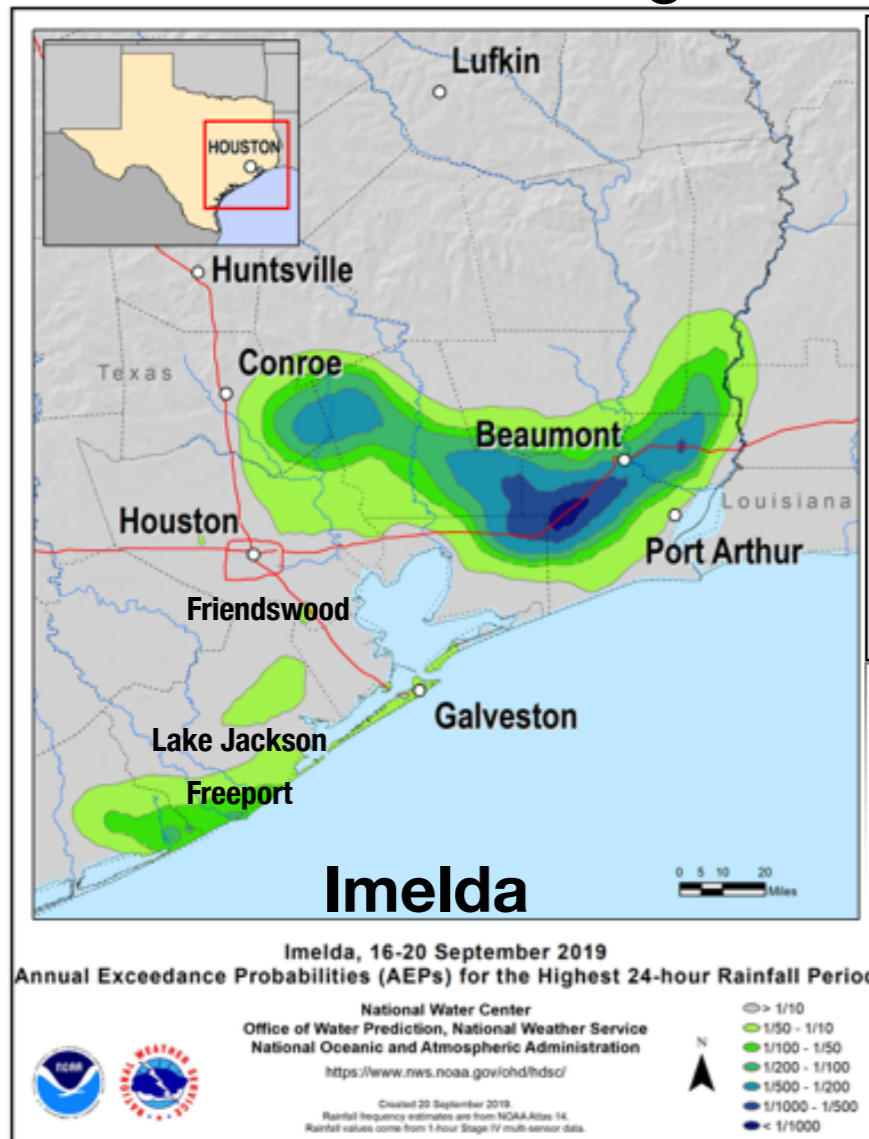 Lufkin
HOUSTON
Huntsville
Conroe
Texas
Beaumont
Louisiana
Houston
Port Arthur
Friendswood
Galveston
Lake Jackson
Freeport
Imelda
0 5 10 20
Miles
Imelda, 16-20 September 2019
Annual Exceedance Probabilities (AEPs) for the Highest 24-hour Rainfall Perio
National Water Center
Office of Water Prediction, National Weather Service
National Oceanic and Atmospheric Administration
https://www.nws.noaa.gov/ohd/hdsc/
Created 20 September 2019.
Rainfall frequency estimates are from NOAA Atlas 14.
Rainfall values come from 1-hour Stage IV multi-sensor data.
noaa
NATIONAL WEATHER SERVICE
N
> 1/10
1/50 - 1/10
1/100 - 1/50
1/200 - 1/100
1/500 - 1/200
1/1000 - 1/500
< 1/1000